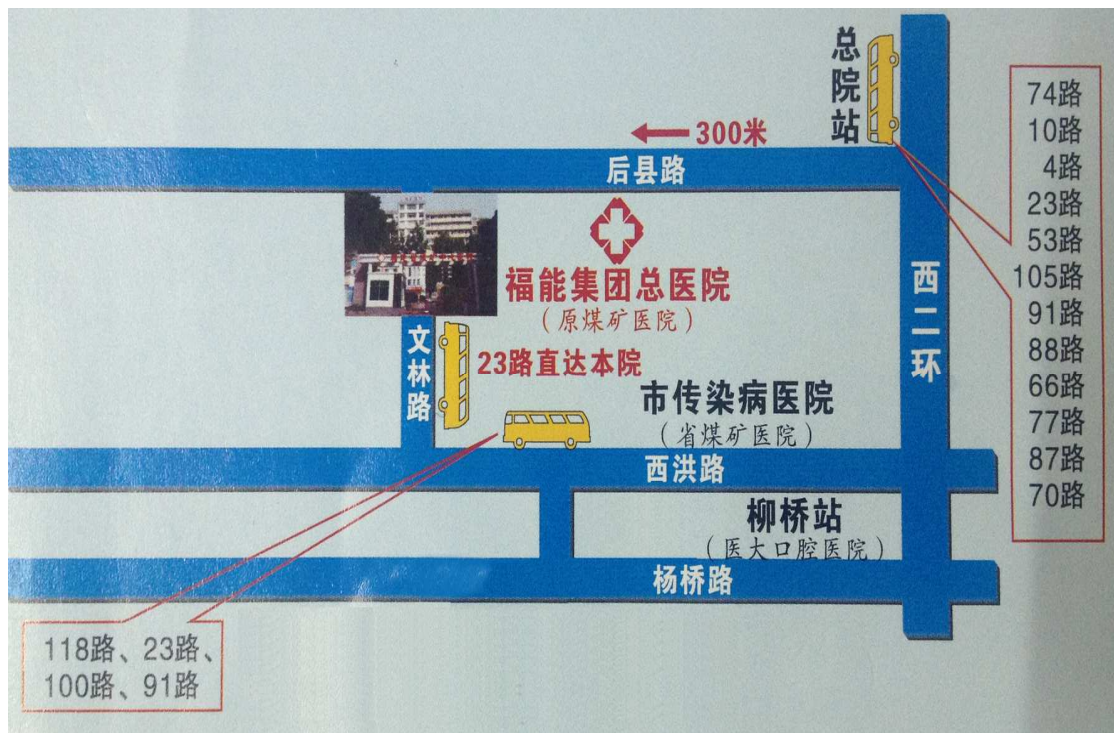 总院站
74路
10路
4路
23路
53路
105路
91路
88路
66路
77路
87路
70路
300米
后县路
福能集团总医院
（原煤矿医院）
西二环
文林路
23路直达本院
市传染病医院
（省煤矿医院）
西洪路
柳桥站
（医大口腔医院）
杨桥路
118路、23路、
100路、91路